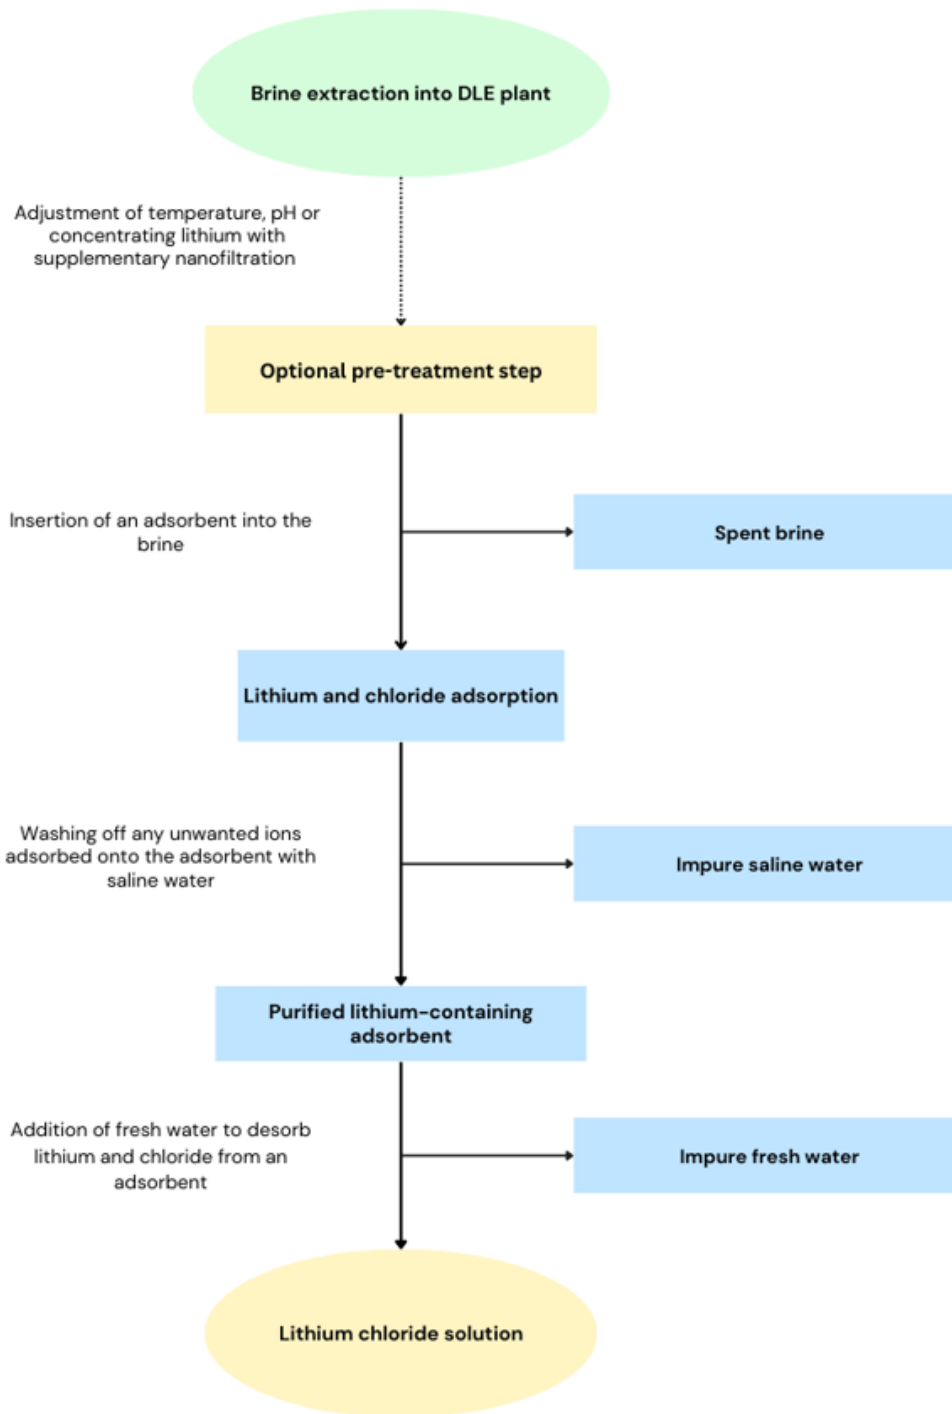 Brine extraction into DLE plant
Adjustment of temperature, pH or
concentrating lithium with
supplementary nanofiltration
Optional pre-treatment step
Insertion of an adsorbent into the
brine
Spent brine
Lithium and chloride adsorption
Washing off any unwanted ions
adsorbed onto the adsorbent with
saline water
Impure saline water
Purified lithium-containing
adsorbent
Addition of fresh water to desorb
lithium and chloride from an
adsorbent
Impure fresh water
Lithium chloride solution